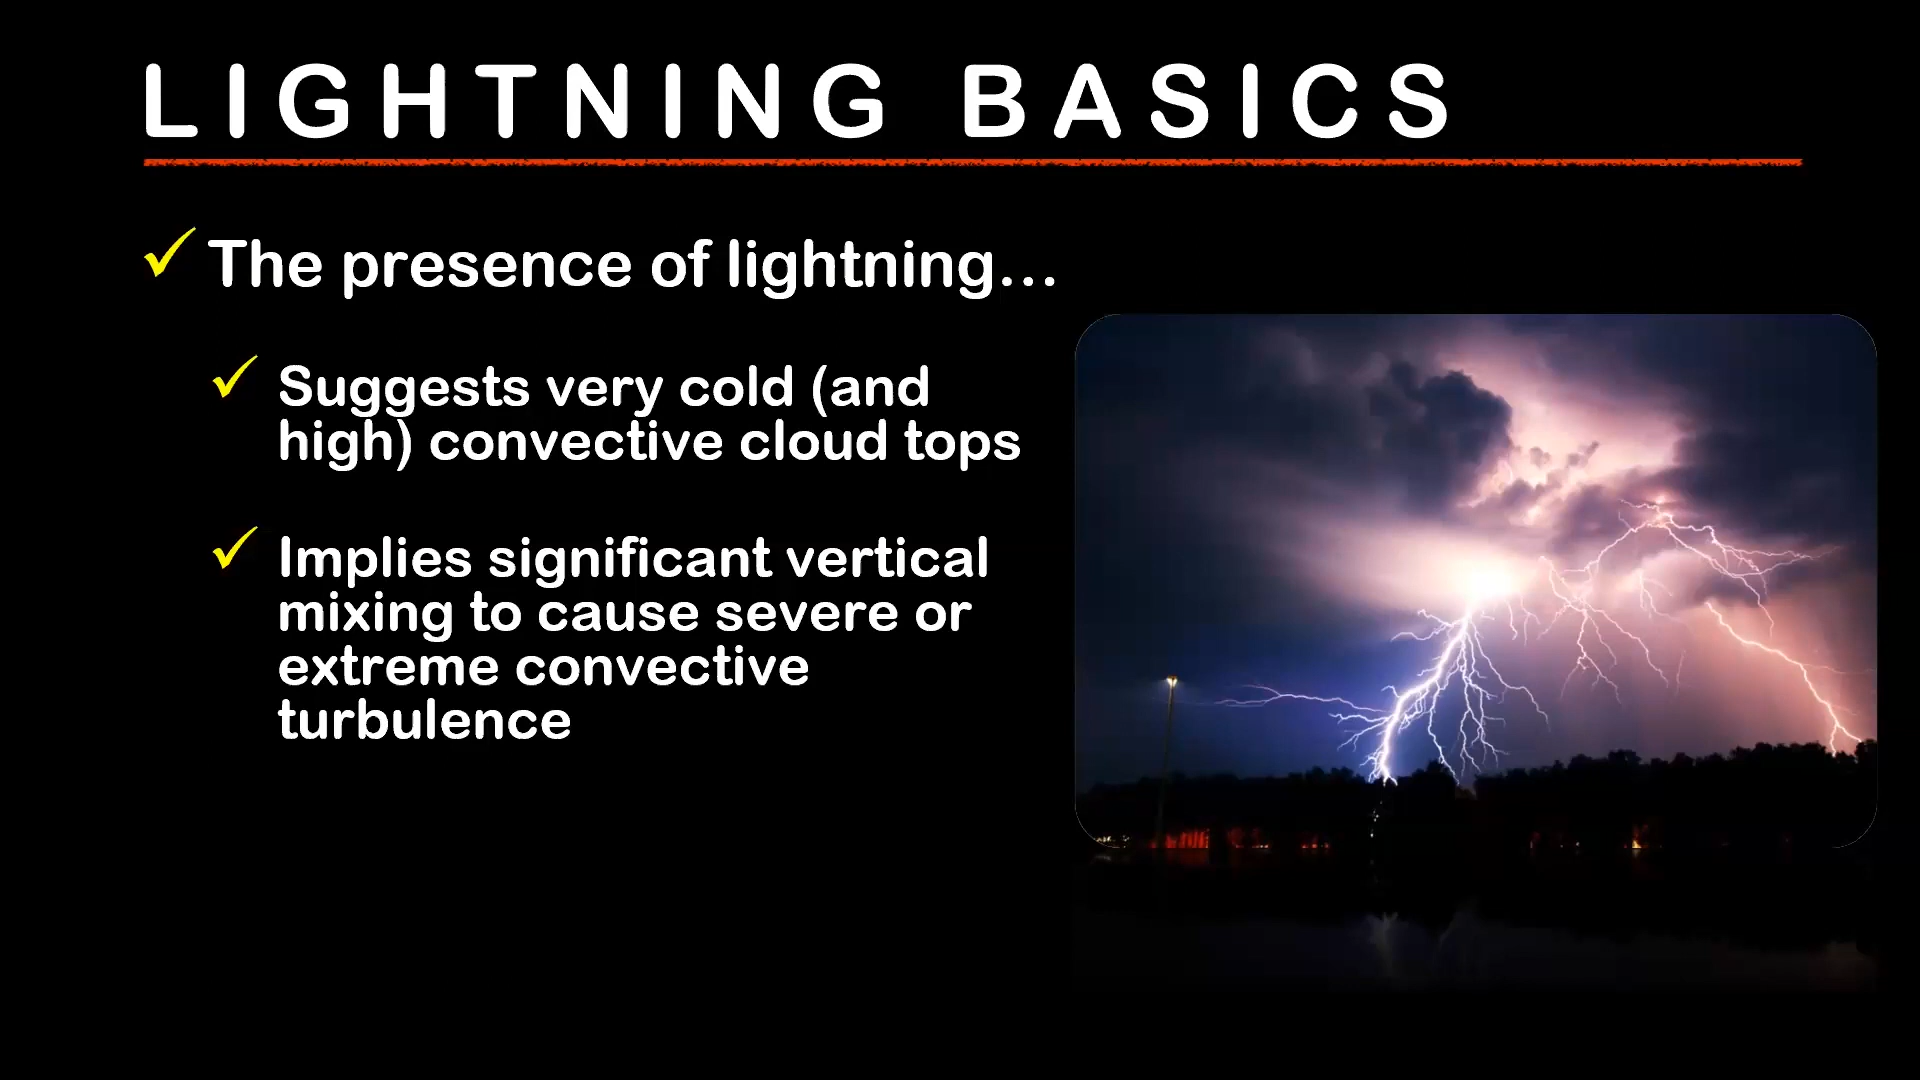 LIGHTNING BASICS
The presence of lightning...
Suggests very cold (and
high) convective cloud tops
Implies significant vertical
mixing to cause severe or
extreme convective
turbulence